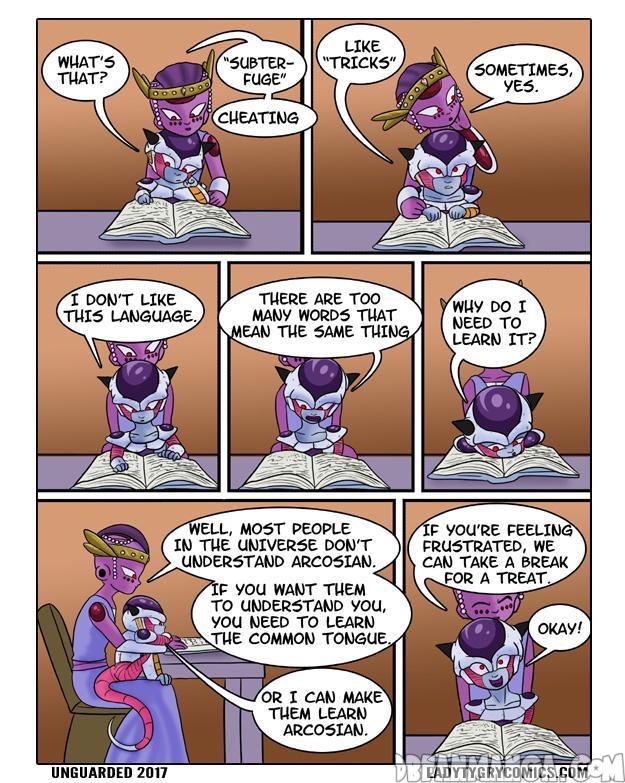 WHAT'S
THAT?
"SUBTER-
FUGE"
CHEATING
LIKE
"TRICKS"
SOMETIMES,
YES.
I DON'T LIKE
THIS LANGUAGE.
THERE ARE TOO
MANY WORDS THAT
MEAN THE SAME THING
WHY DO I
NEED TO
LEARN IT?
WELL, MOST PEOPLE
IN THE UNIVERSE DON'T
UNDERSTAND ARCOSIAN.
IF YOU WANT THEM
TO UNDERSTAND YOU,
YOU NEED TO LEARN
THE COMMON TONGUE.
OR I CAN MAKE
THEM LEARN
ARCOSIAN.
IF YOU'RE FEELING
FRUSTRATED, WE
CAN TAKE A BREAK
FOR A TREAT.
OKAY!
UNGUARDED 2017
LADYTYGRYCOMICS.COM
DBFANMANGA.COM